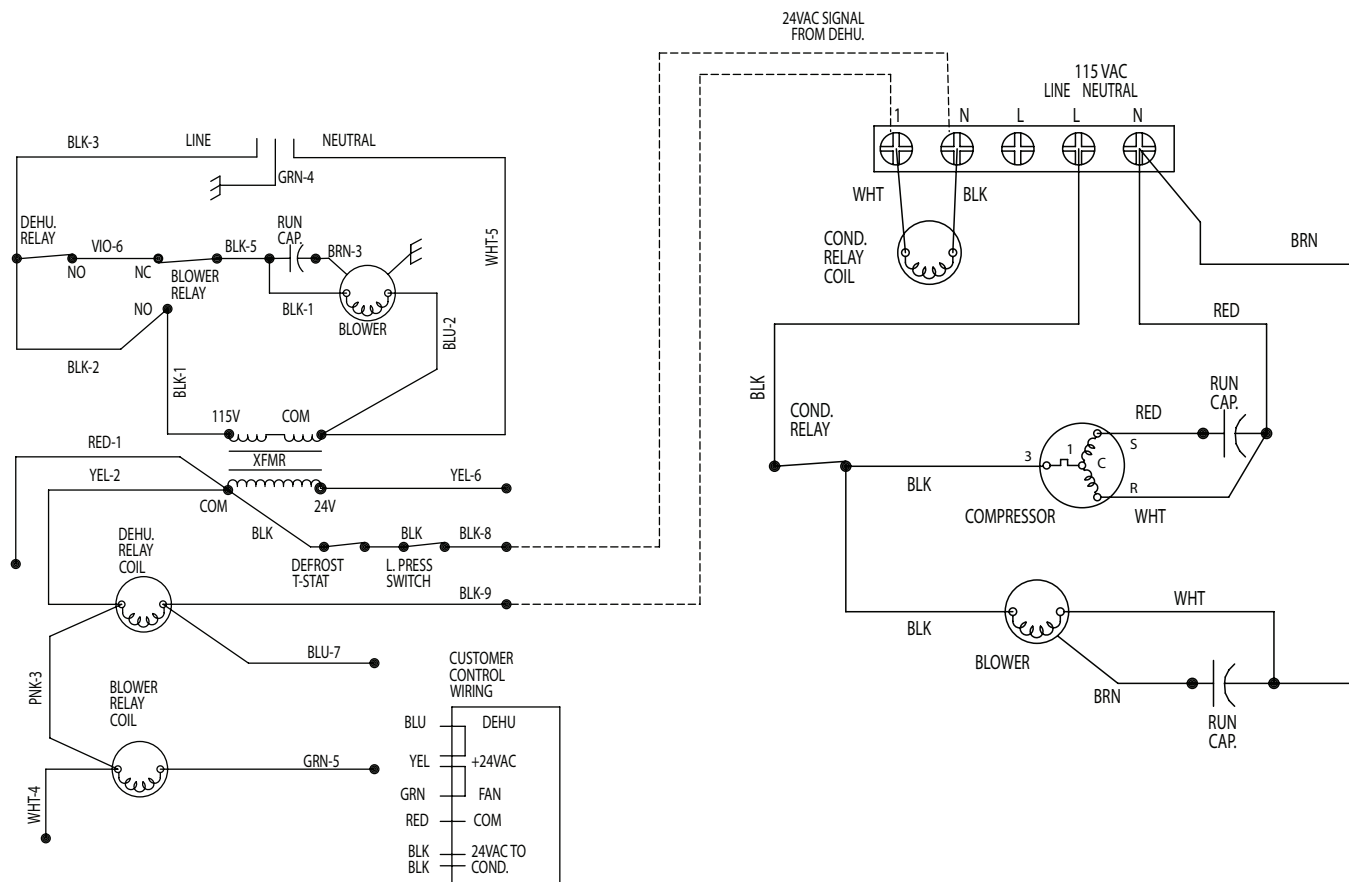 24VAC SIGNAL
FROM DEHU.
115 VAC
LINE NEUTRAL
1 N L L N
BLK-3 LINE NEUTRAL
GRN-4
WHT BLK
DEHU.
RELAY
VIO-6
BLK-5
RUN
CAP.
BRN-3
WHT-5
NO NC
BLOWER
RELAY
BLK-1
BLOWER
NO
BLU-2
BLK-2
BLK-1
COND.
RELAY
COIL
BRN
RED
BLK
COND.
RELAY
RED
RUN
CAP.
3 1 C S
R
BLK
COMPRESSOR
WHT
115V COM
RED-1
XFMR
YEL-2
YEL-6
COM 24V
BLK
BLK
BLK-8
DEFROST
T-STAT
L. PRESS
SWITCH
DEHU.
RELAY
COIL
BLK-9
BLU-7
PNK-3
BLOWER
RELAY
COIL
GRN-5
WHT-4
BLK
WHT
BLOWER
BRN
RUN
CAP.
CUSTOMER
CONTROL
WIRING
BLU DEHU
YEL +24VAC
GRN FAN
RED COM
BLK 24VAC TO
BLK COND.